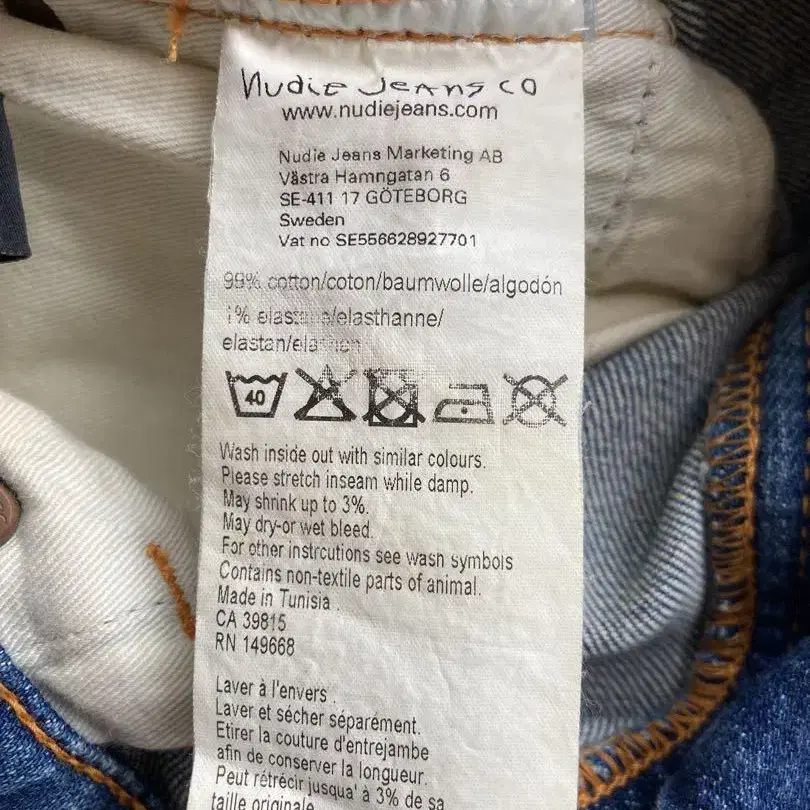 Nudie Jeans co
www.nudiejeans.com
Nudie Jeans Marketing AB
Västra Hamngatan 6
SE-411 17 GÖTEBORG
Sweden
Vat no SE556628927701
99% cotton/coton/baumwolle/algodón
1% /elasthanne/
elastan/
40
Wash inside out with similar colours.
Please stretch inseam while damp.
May shrink up to 3%.
May dry-or wet bleed.
For other instrcutions see wash symbols
Contains non-textile parts of animal.
Made in Tunisia .
CA 39815
RN 149668
Laver à l'envers .
Laver et sécher séparément.
Etirer la couture d'entrejambe
afin de conserver la longueur.
Peut rétrécir jusqu' à 3% de sa
taille originale